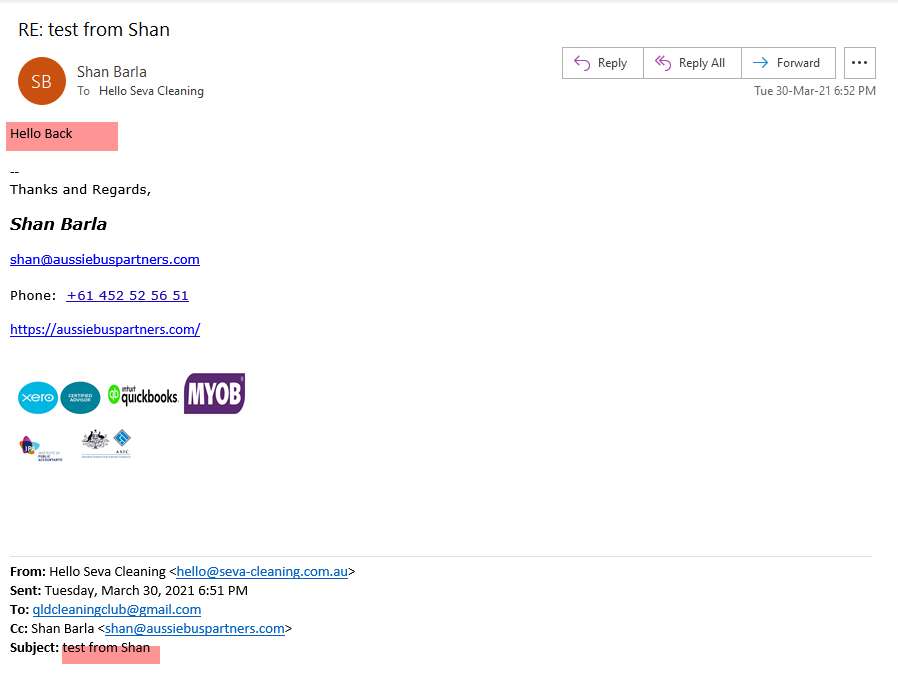 RE: test from Shan
SB
Shan Barla
To Hello Seva Cleaning
Reply
Reply All
Forward
Tue 30-Mar-21 6:52 PM
Hello Back
--
Thanks and Regards,
Shan Barla
shan@aussiebuspartners.com
Phone: +61 452 52 56 51
https://aussiebuspartners.com/
xero
CERTIFIED ADVISOR
intuit
quickbooks.
MYOB
IPA
INSTITUTE OF
PUBLIC
ACCOUNTANTS
ASIC
From: Hello Seva Cleaning <hello@seva-cleaning.com.au>
Sent: Tuesday, March 30, 2021 6:51 PM
To: qldcleaningclub@gmail.com
Cc: Shan Barla <shan@aussiebuspartners.com>
Subject: test from Shan